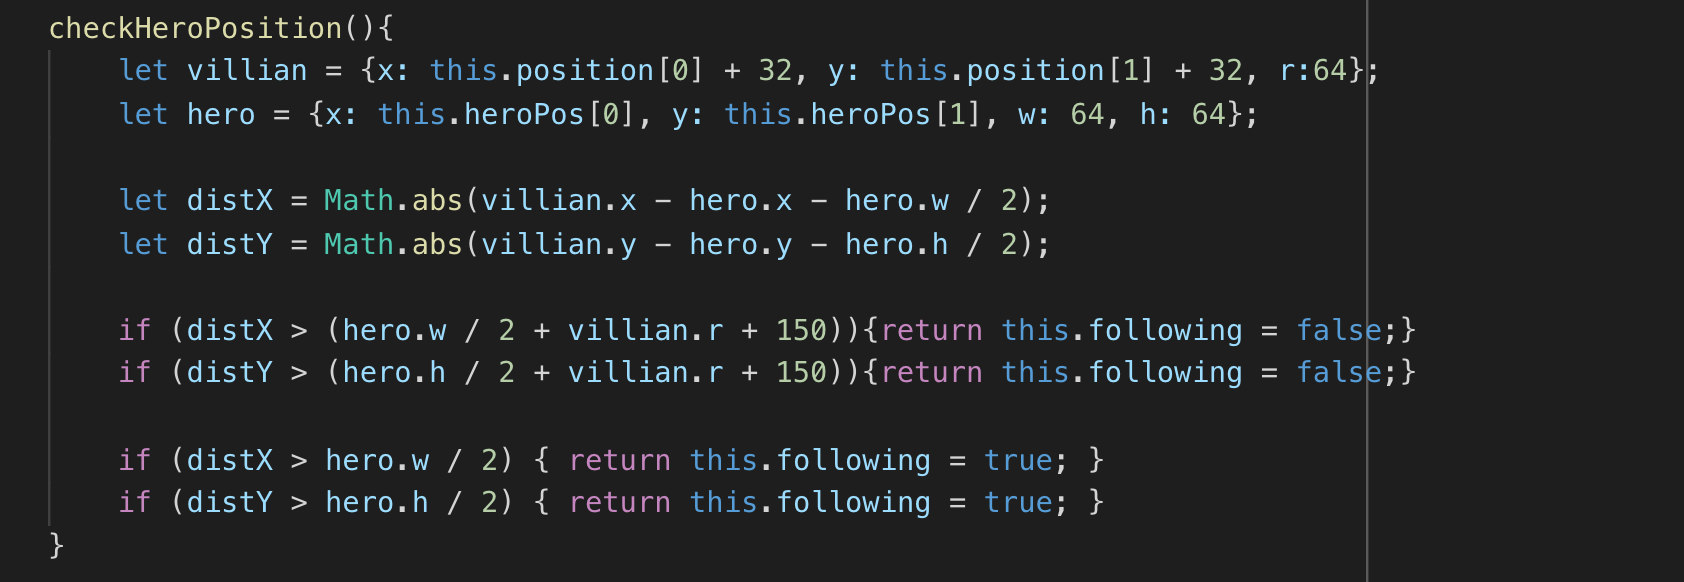 checkHeroPosition(){
    let villian = {x: this.position[0] + 32, y: this.position[1] + 32, r:64};
    let hero = {x: this.heroPos[0], y: this.heroPos[1], w: 64, h: 64};

    let distX = Math.abs(villian.x - hero.x - hero.w / 2);
    let distY = Math.abs(villian.y - hero.y - hero.h / 2);

    if (distX > (hero.w / 2 + villian.r + 150)){return this.following = false;}
    if (distY > (hero.h / 2 + villian.r + 150)){return this.following = false;}

    if (distX > hero.w / 2) { return this.following = true; }
    if (distY > hero.h / 2) { return this.following = true; }
}